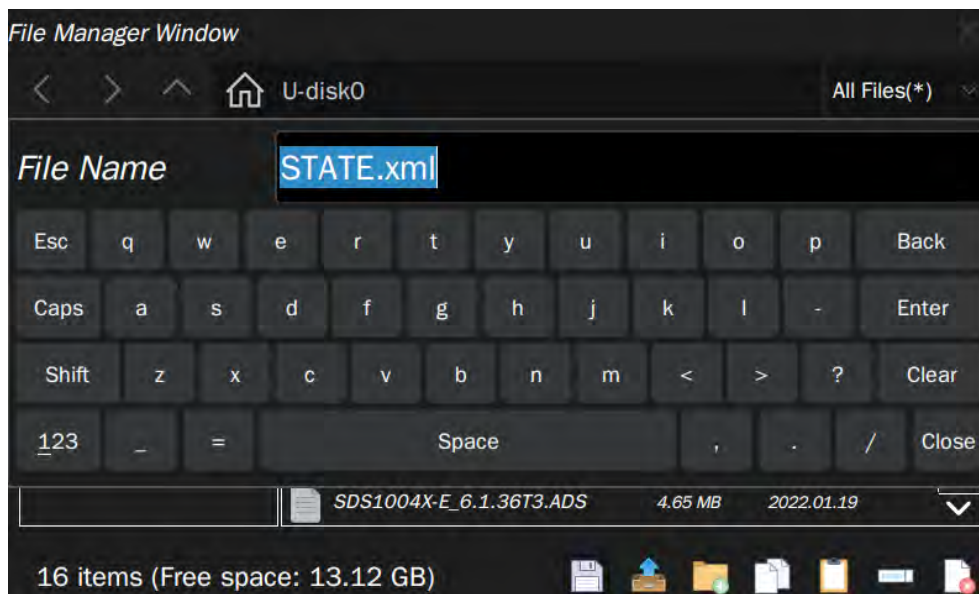 File Manager Window
U-disk0 All Files(*)
File Name STATE.xml
Esc q w e r t y u i o p Back
Caps a s d f g h j k l - Enter
Shift z x c v b n m < > ? Clear
123 _ = Space , . / Close
SDS1004X-E_6.1.36T3.ADS 4.65 MB 2022.01.19
16 items (Free space: 13.12 GB)